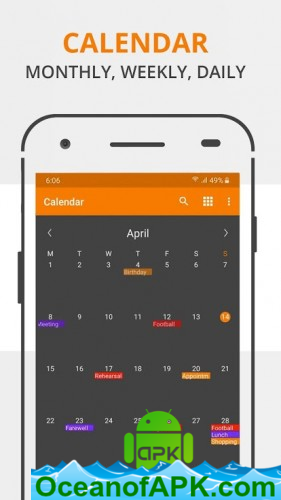 CALENDAR
MONTHLY, WEEKLY, DAILY
6:06 49%
Calendar
April
M T W T F S S
1 2 3 4 5 6 7
Birthday
8 9 10 11 12 13 14
Meeting Football
15 16 17 18 19 20 21
Rehearsal Appointm
22 23 24 25 26 27 28
Farewell Football
Lunch
Shopping
APK
OceanofAPK.com